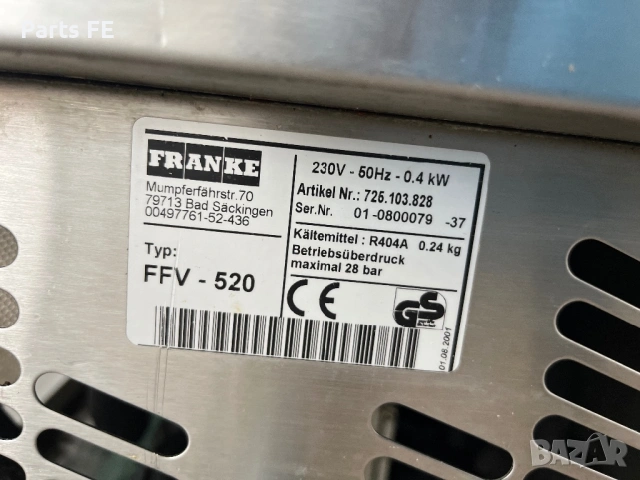 Parts FE
FRANKE
Mumpferfährstr.70
79713 Bad Säckingen
00497761-52-436
Typ:
FFV - 520
230V - 50Hz - 0.4 kW
Artikel Nr.: 725.103.828
Ser.Nr. 01-0800079 -37
Kältemittel : R404A 0.24 kg
Betriebsüberdruck
maximal 28 bar
CE
GS
01.08.2001
BAZAR